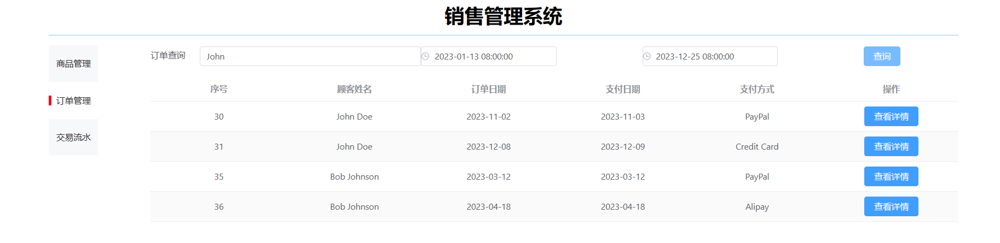 销售管理系统
商品管理
订单管理
交易流水
订单查询 John 2023-01-13 08:00:00 2023-12-25 08:00:00 查询
序号 顾客姓名 订单日期 支付日期 支付方式 操作
30 John Doe 2023-11-02 2023-11-03 PayPal 查看详情
31 John Doe 2023-12-08 2023-12-09 Credit Card 查看详情
35 Bob Johnson 2023-03-12 2023-03-12 PayPal 查看详情
36 Bob Johnson 2023-04-18 2023-04-18 Alipay 查看详情